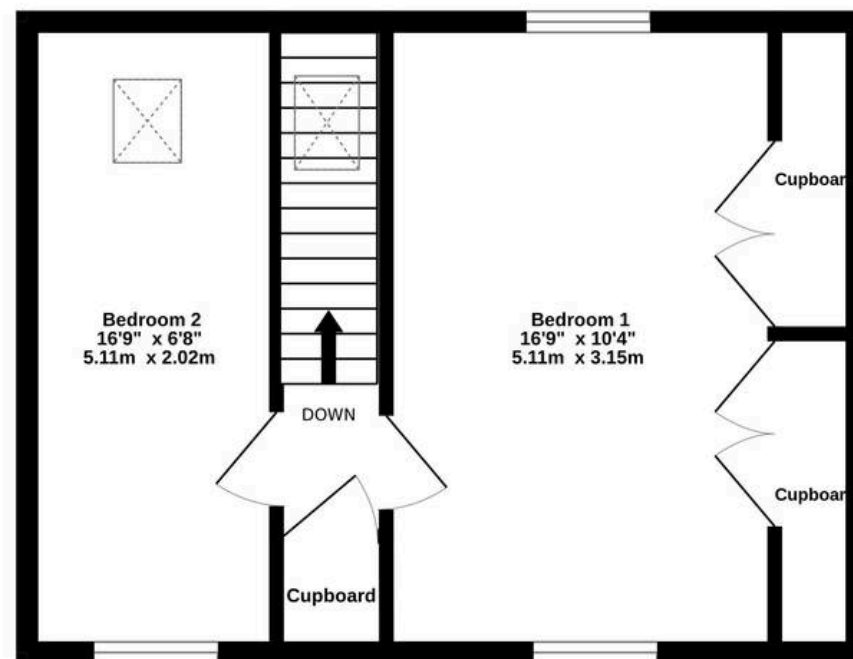 Cupboar
Bedroom 2
16'9" x 6'8"
5.11m x 2.02m
Bedroom 1
16'9" x 10'4"
5.11m x 3.15m
DOWN
Cupboar
Cupboard